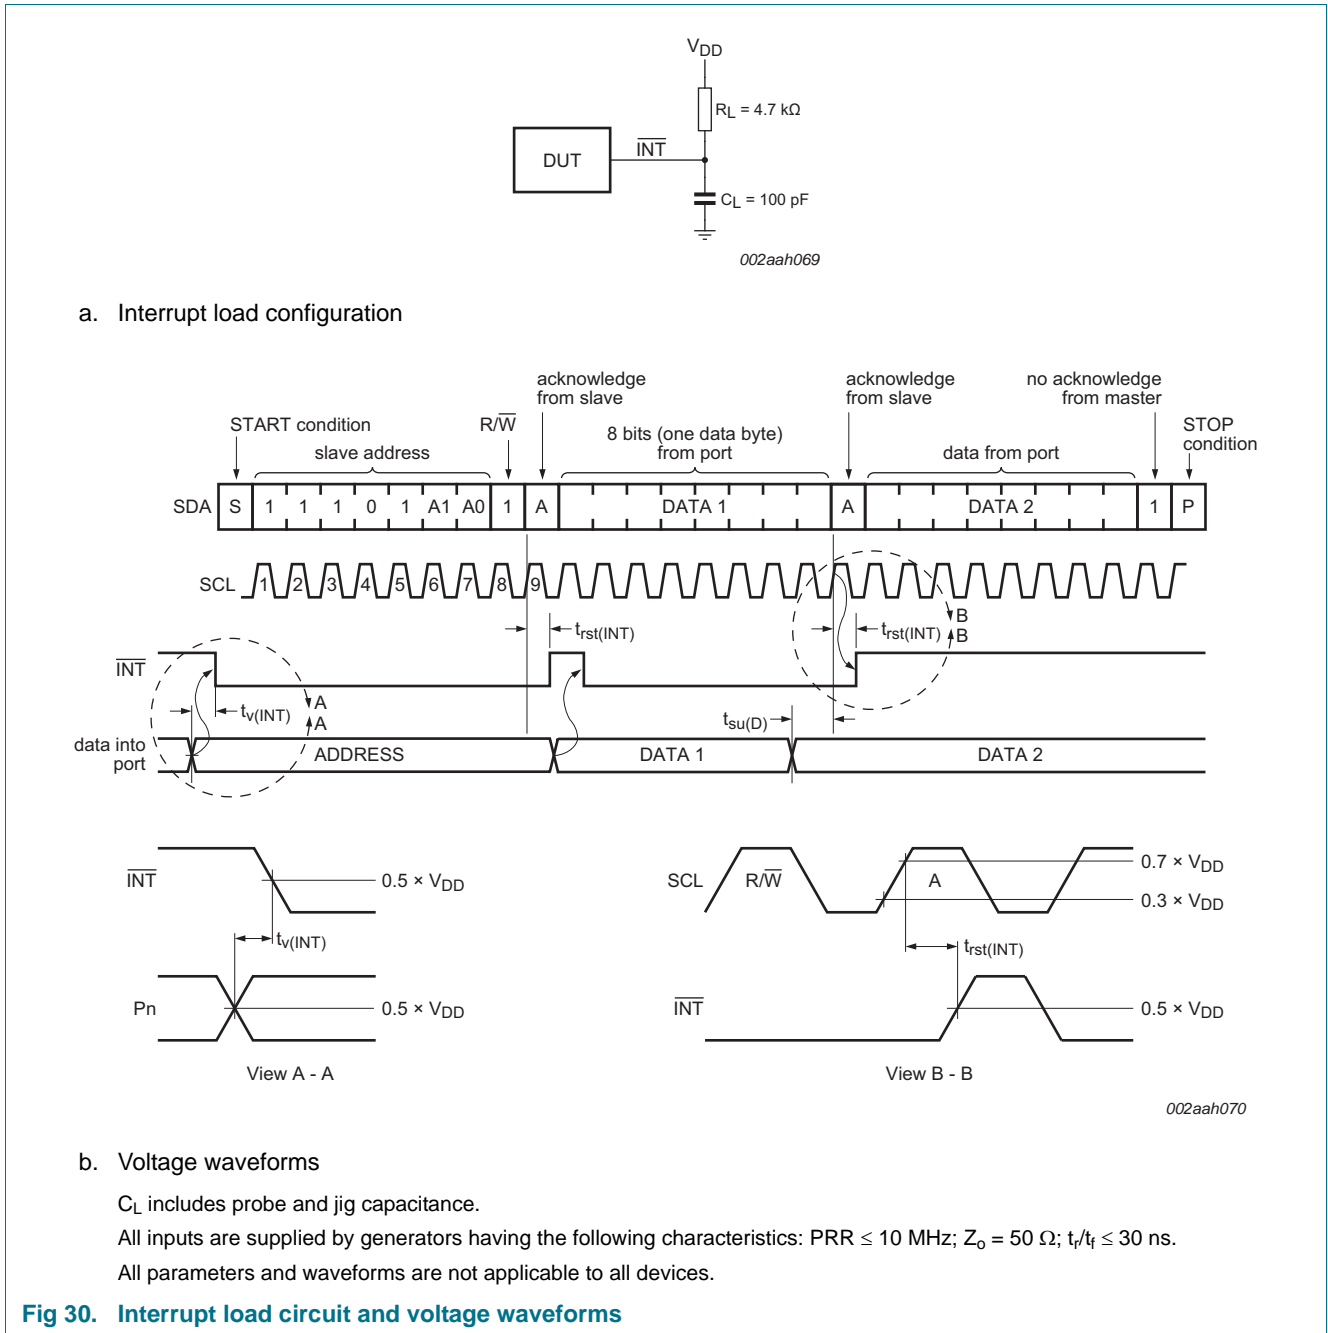 VDD
RL = 4.7 kΩ
INT
DUT
CL = 100 pF
002aah069
a. Interrupt load configuration
acknowledge from slave
acknowledge from slave
no acknowledge from master
START condition
R/W
8 bits (one data byte) from port
STOP condition
slave address
data from port
SDA S 1 1 1 0 1 A1 A0 1 A DATA 1 A DATA 2 1 P
SCL 1 2 3 4 5 6 7 8 9
B
trst(INT)
trst(INT)
B
INT
A
tv(INT)
A
tsu(D)
data into port
ADDRESS
DATA 1
DATA 2
INT
0.5 × VDD
tv(INT)
Pn
0.5 × VDD
View A - A
SCL
R/W
A
0.7 × VDD
0.3 × VDD
trst(INT)
INT
0.5 × VDD
View B - B
002aah070
b. Voltage waveforms
CL includes probe and jig capacitance.
All inputs are supplied by generators having the following characteristics: PRR ≤ 10 MHz; Zo = 50 Ω; tr/tf ≤ 30 ns.
All parameters and waveforms are not applicable to all devices.
Fig 30. Interrupt load circuit and voltage waveforms